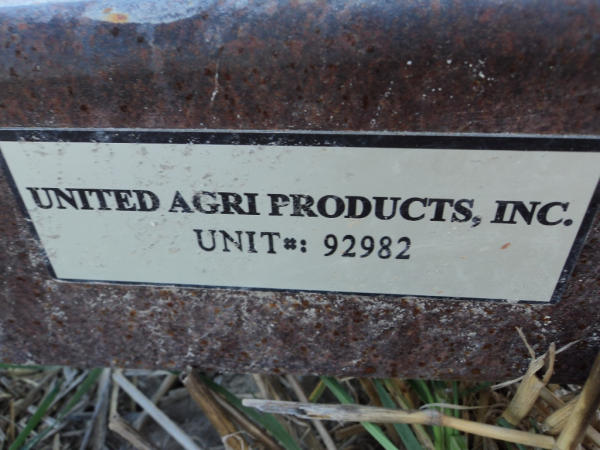 UNITED AGRI PRODUCTS, INC.
UNIT#: 92982